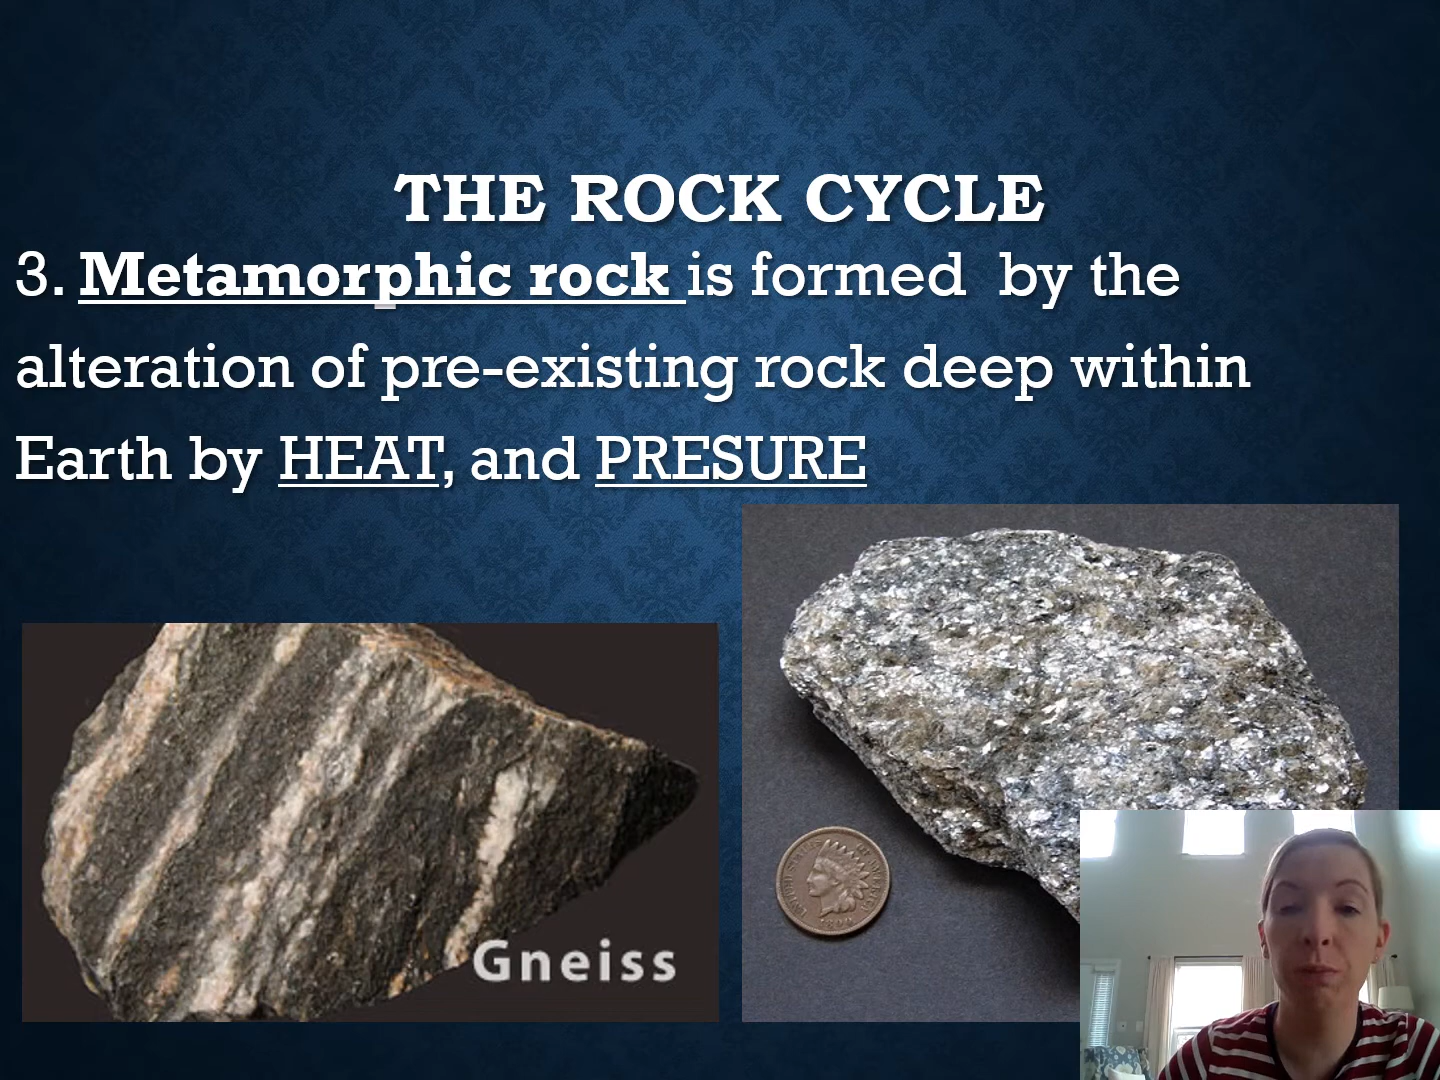 THE ROCK CYCLE
3. Metamorphic rock is formed  by the
alteration of pre-existing rock deep within
Earth by HEAT, and PRESURE
Gneiss